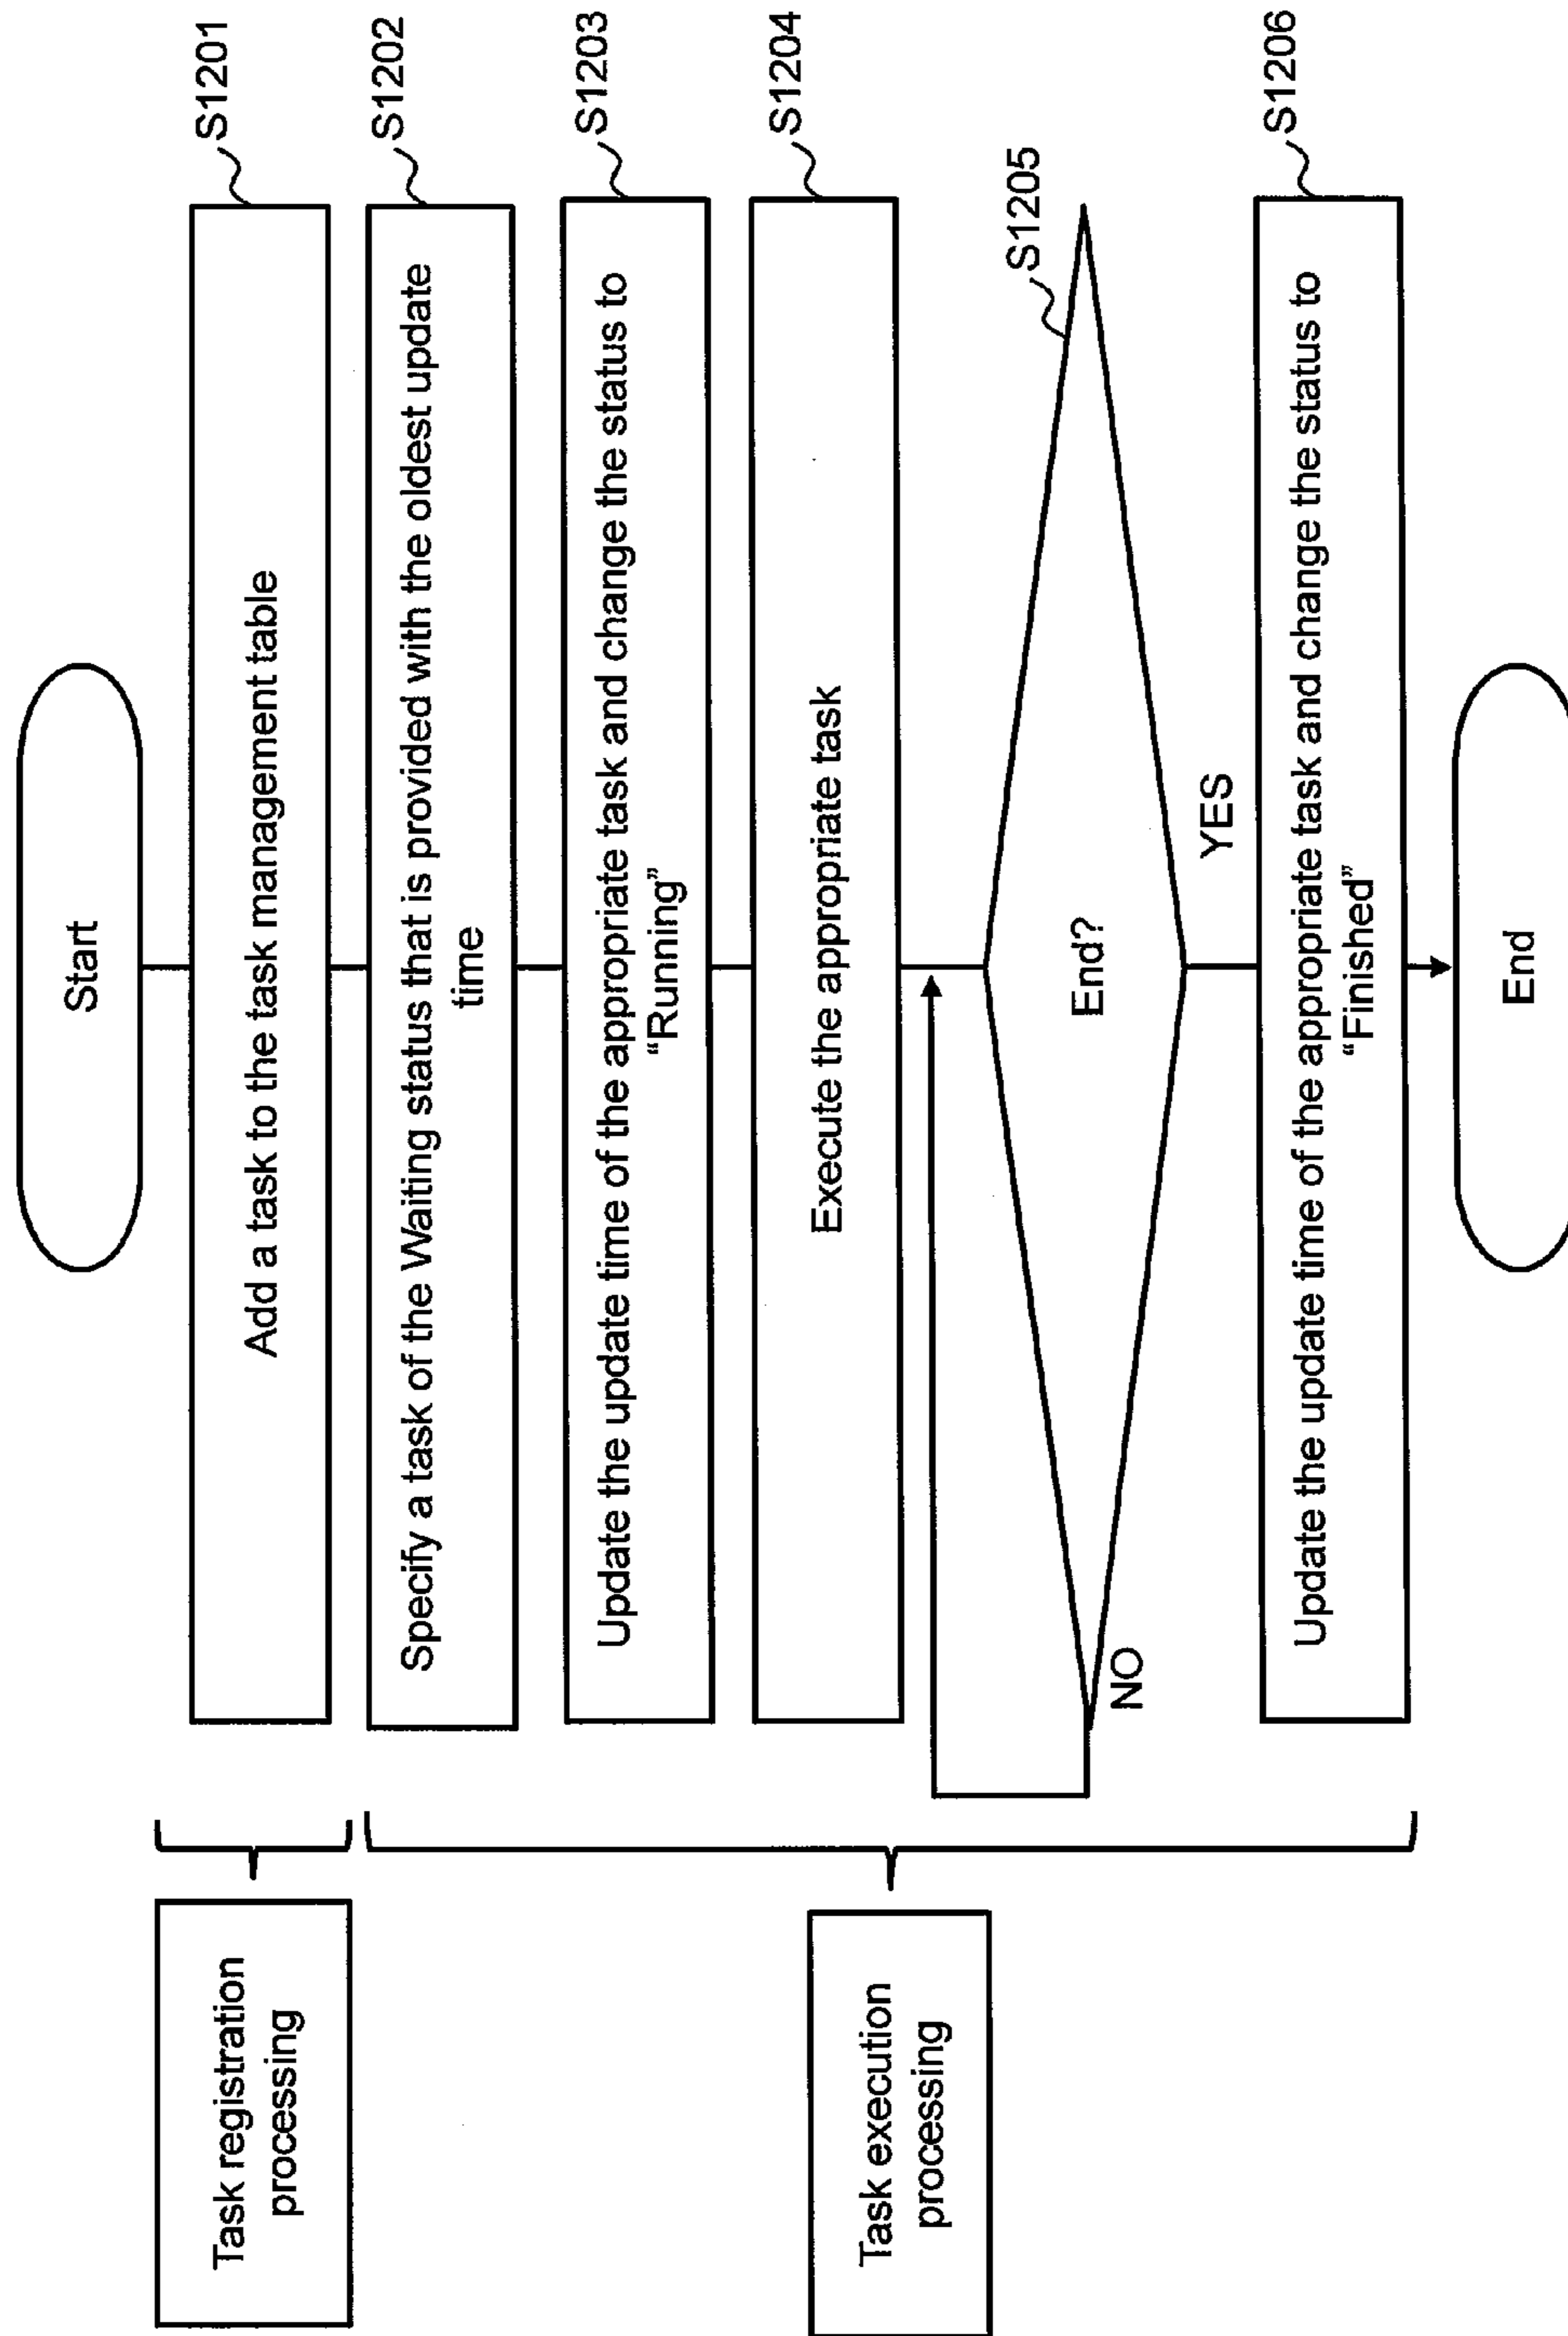 Start
Task registration
processing
Add a task to the task management table
S1201
Specify a task of the Waiting status that is provided with the oldest update
time
S1202
Update the update time of the appropriate task and change the status to
“Running”
S1203
Task execution
processing
Execute the appropriate task
S1204
End?
S1205
NO
YES
Update the update time of the appropriate task and change the status to
“Finished”
S1206
End